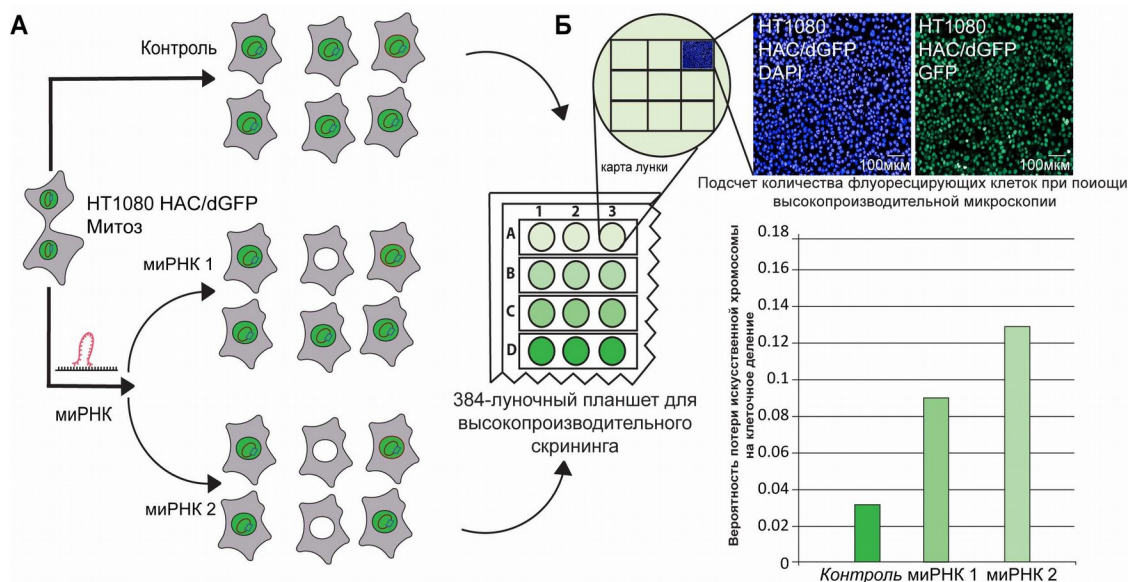 А
Контроль
HT1080 HAC/dGFP
Митоз
миРНК 1
миРНК
миРНК 2
Б
карта лунки
HT1080
HAC/dGFP
DAPI
100мкм
HT1080
HAC/dGFP
GFP
100мкм
Подсчет количества флуоресцирующих клеток при поиощи
высокопроизводительной микроскопии
1 2 3
A
B
C
D
384-луночный планшет для
высокопроизводительного
скрининга
Вероятность потери искусственной хромосомы
на клеточное деление
0.18
0.18
0.16
0.14
0.12
0.1
0.08
0.06
0.04
0.02
0
Контроль миРНК 1 миРНК 2